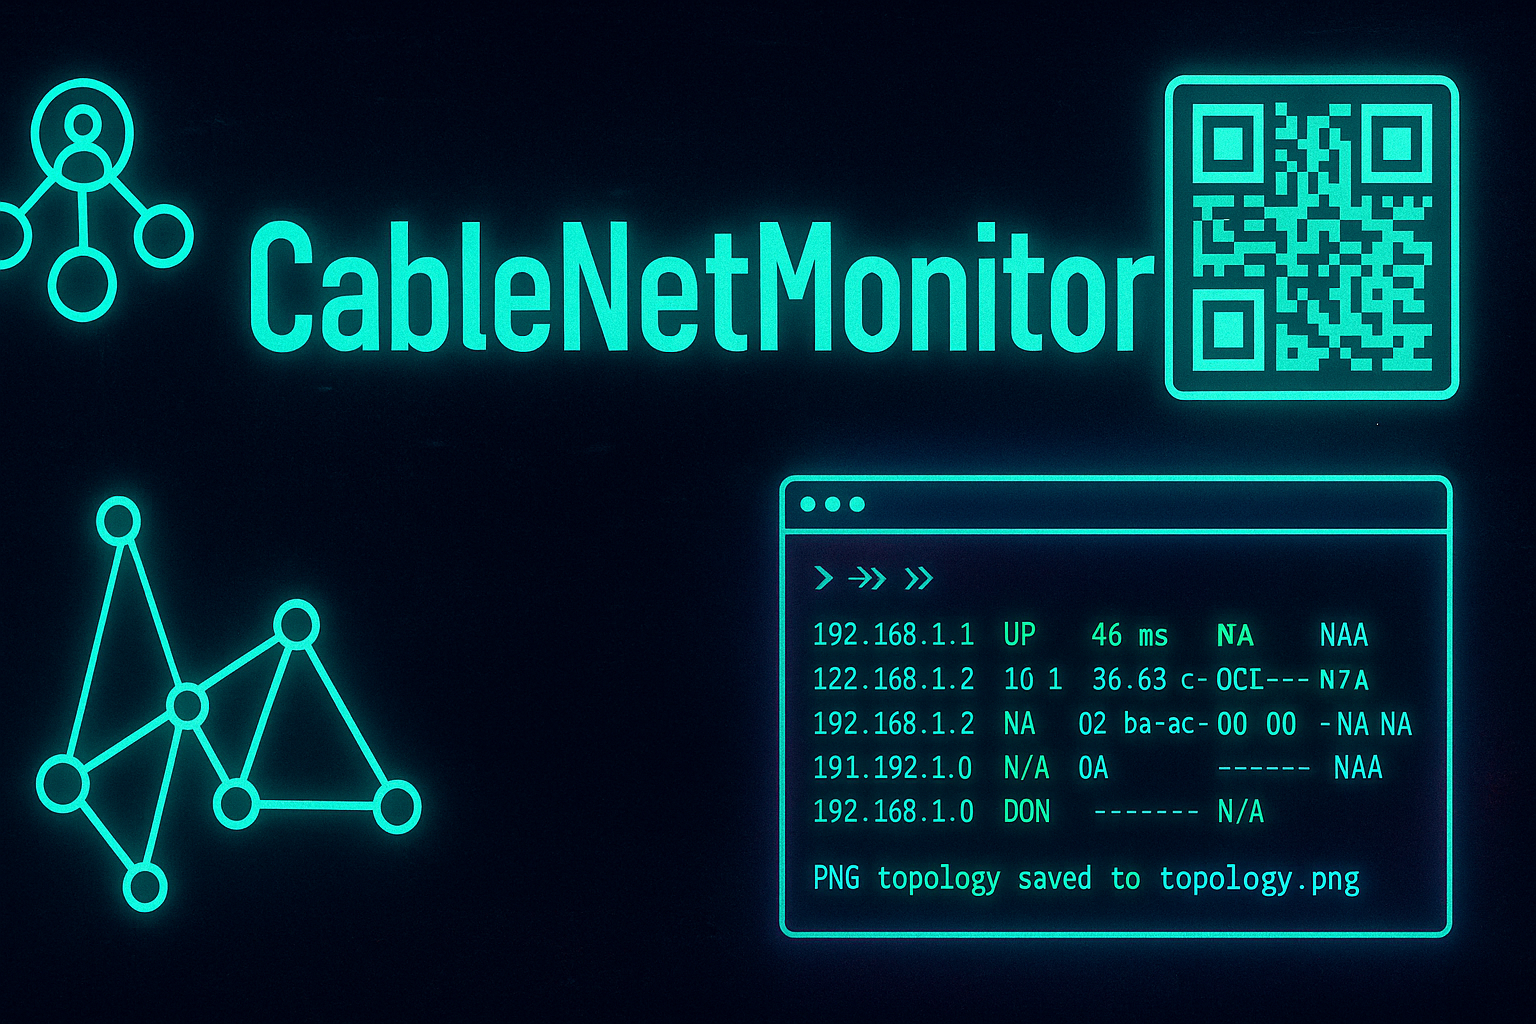 CableNetMonitor
192.168.1.1 UP 46 ms NA NAA
122.168.1.2 10 1 36.63 c- OCI--- N7A
192.168.1.2 NA 02 ba-ac- 00 00 -NA NA
191.192.1.0 N/A 0A ------ NAA
192.168.1.0 DON ------- N/A
PNG topology saved to topology.png